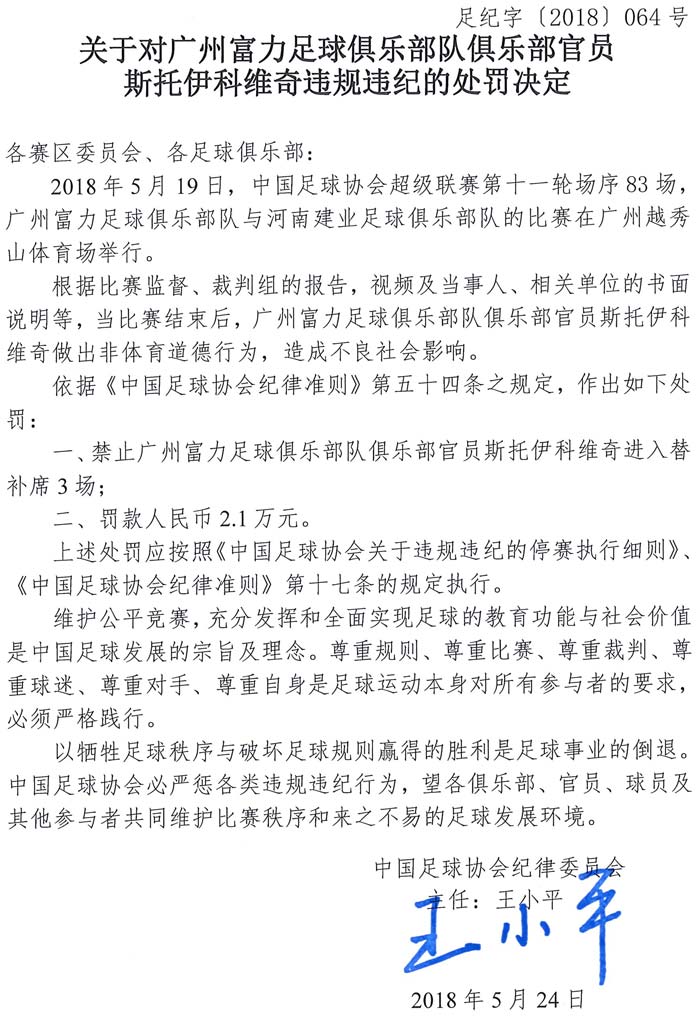 足纪字〔2018〕064号
关于对广州富力足球俱乐部队俱乐部官员
斯托伊科维奇违规违纪的处罚决定
各赛区委员会、各足球俱乐部：
2018年5月19日，中国足球协会超级联赛第十一轮场序83场，
广州富力足球俱乐部队与河南建业足球俱乐部队的比赛在广州越秀
山体育场举行。
根据比赛监督、裁判组的报告，视频及当事人、相关单位的书面
说明等，当比赛结束后，广州富力足球俱乐部队俱乐部官员斯托伊科
维奇做出非体育道德行为，造成不良社会影响。
依据《中国足球协会纪律准则》第五十四条之规定，作出如下处
罚：
一、禁止广州富力足球俱乐部队俱乐部官员斯托伊科维奇进入替
补席3场；
二、罚款人民币2.1万元。
上述处罚应按照《中国足球协会关于违规违纪的停赛执行细则》、
《中国足球协会纪律准则》第十七条的规定执行。
维护公平竞赛，充分发挥和全面实现足球的教育功能与社会价值
是中国足球发展的宗旨及理念。尊重规则、尊重比赛、尊重裁判、尊
重球迷、尊重对手、尊重自身是足球运动本身对所有参与者的要求，
必须严格践行。
以牺牲足球秩序与破坏足球规则赢得的胜利是足球事业的倒退。
中国足球协会必严惩各类违规违纪行为，望各俱乐部、官员、球员及
其他参与者共同维护比赛秩序和来之不易的足球发展环境。
中国足球协会纪律委员会
主任：王小平
王小平
2018年5月24日